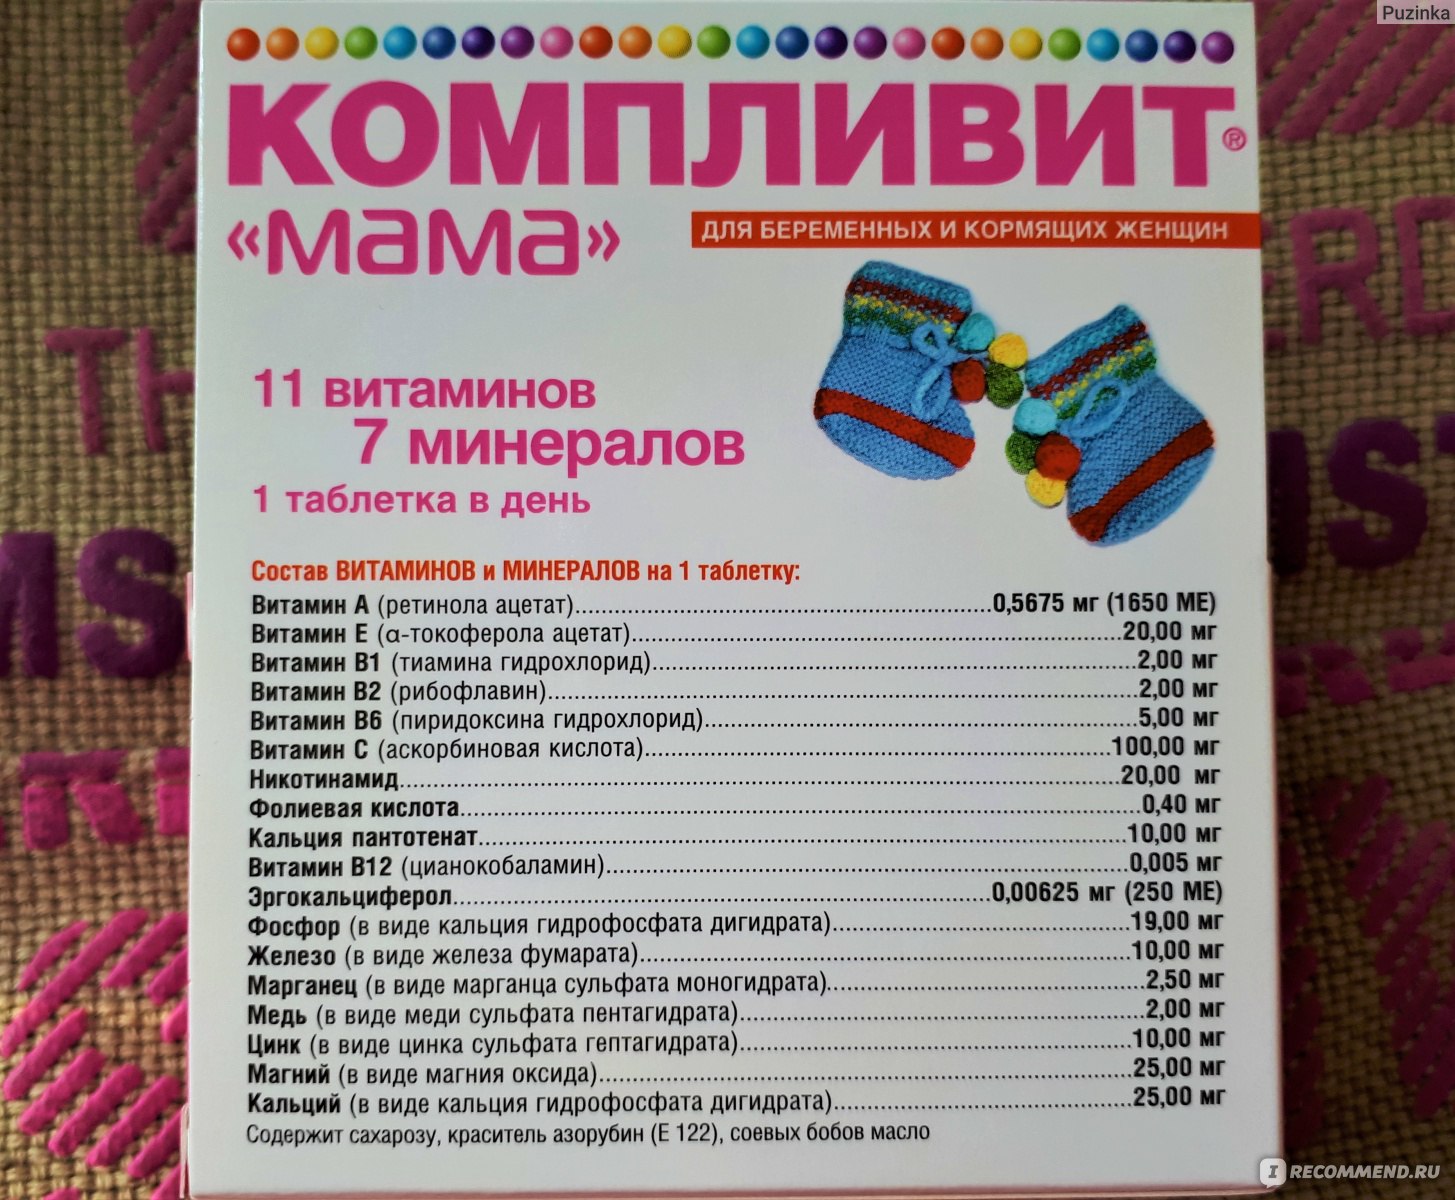 Puzinka
КОМПЛИВИТ®
«мама»
ДЛЯ БЕРЕМЕННЫХ И КОРМЯЩИХ ЖЕНЩИН
11 витаминов
7 минералов
1 таблетка в день
Состав ВИТАМИНОВ и МИНЕРАЛОВ на 1 таблетку:
Витамин А (ретинола ацетат)........0,5675 мг (1650 МЕ)
Витамин Е (α-токоферола ацетат)........20,00 мг
Витамин В1 (тиамина гидрохлорид)........2,00 мг
Витамин В2 (рибофлавин)........2,00 мг
Витамин В6 (пиридоксина гидрохлорид)........5,00 мг
Витамин С (аскорбиновая кислота)........100,00 мг
Никотинамид........20,00 мг
Фолиевая кислота........0,40 мг
Кальция пантотенат........10,00 мг
Витамин В12 (цианокобаламин)........0,005 мг
Эргокальциферол........0,00625 мг (250 МЕ)
Фосфор (в виде кальция гидрофосфата дигидрата)........19,00 мг
Железо (в виде железа фумарата)........10,00 мг
Марганец (в виде марганца сульфата моногидрата)........2,50 мг
Медь (в виде меди сульфата пентагидрата)........2,00 мг
Цинк (в виде цинка сульфата гептагидрата)........10,00 мг
Магний (в виде магния оксида)........25,00 мг
Кальций (в виде кальция гидрофосфата дигидрата)........25,00 мг
Содержит сахарозу, краситель азорубин (Е 122), соевых бобов масло
IRECOMMEND.RU